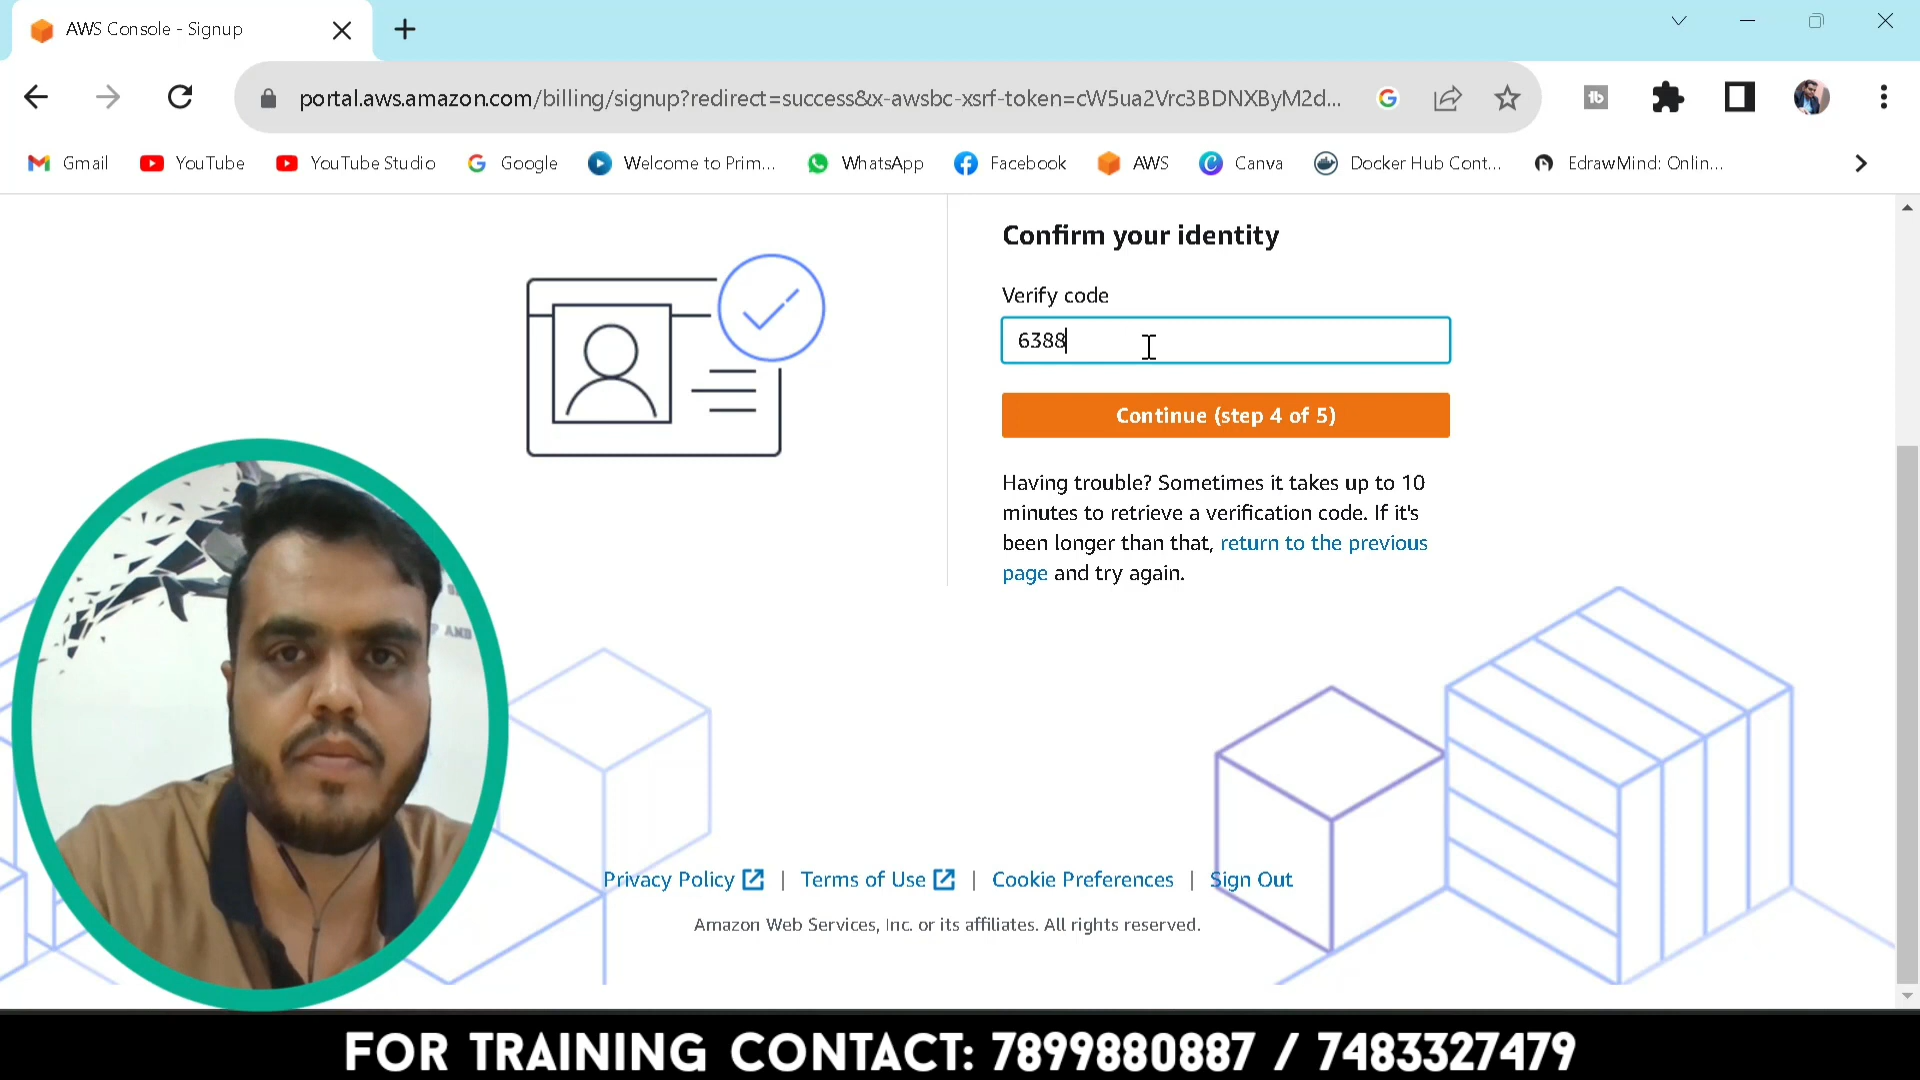 AWS Console - Signup
portal.aws.amazon.com/billing/signup?redirect=success&x-awsbc-xsrf-token=cW5ua2Vrc3BDNXByM2d...
Gmail
YouTube
YouTube Studio
Google
Welcome to Prim...
WhatsApp
Facebook
AWS
Canva
Docker Hub Cont...
EdrawMind: Onlin...
Confirm your identity
Verify code
6388
Continue (step 4 of 5)
Having trouble? Sometimes it takes up to 10
minutes to retrieve a verification code. If it's
been longer than that, return to the previous
page and try again.
Privacy Policy | Terms of Use | Cookie Preferences | Sign Out
Amazon Web Services, Inc. or its affiliates. All rights reserved.
FOR TRAINING CONTACT: 7899880887 / 7483327479